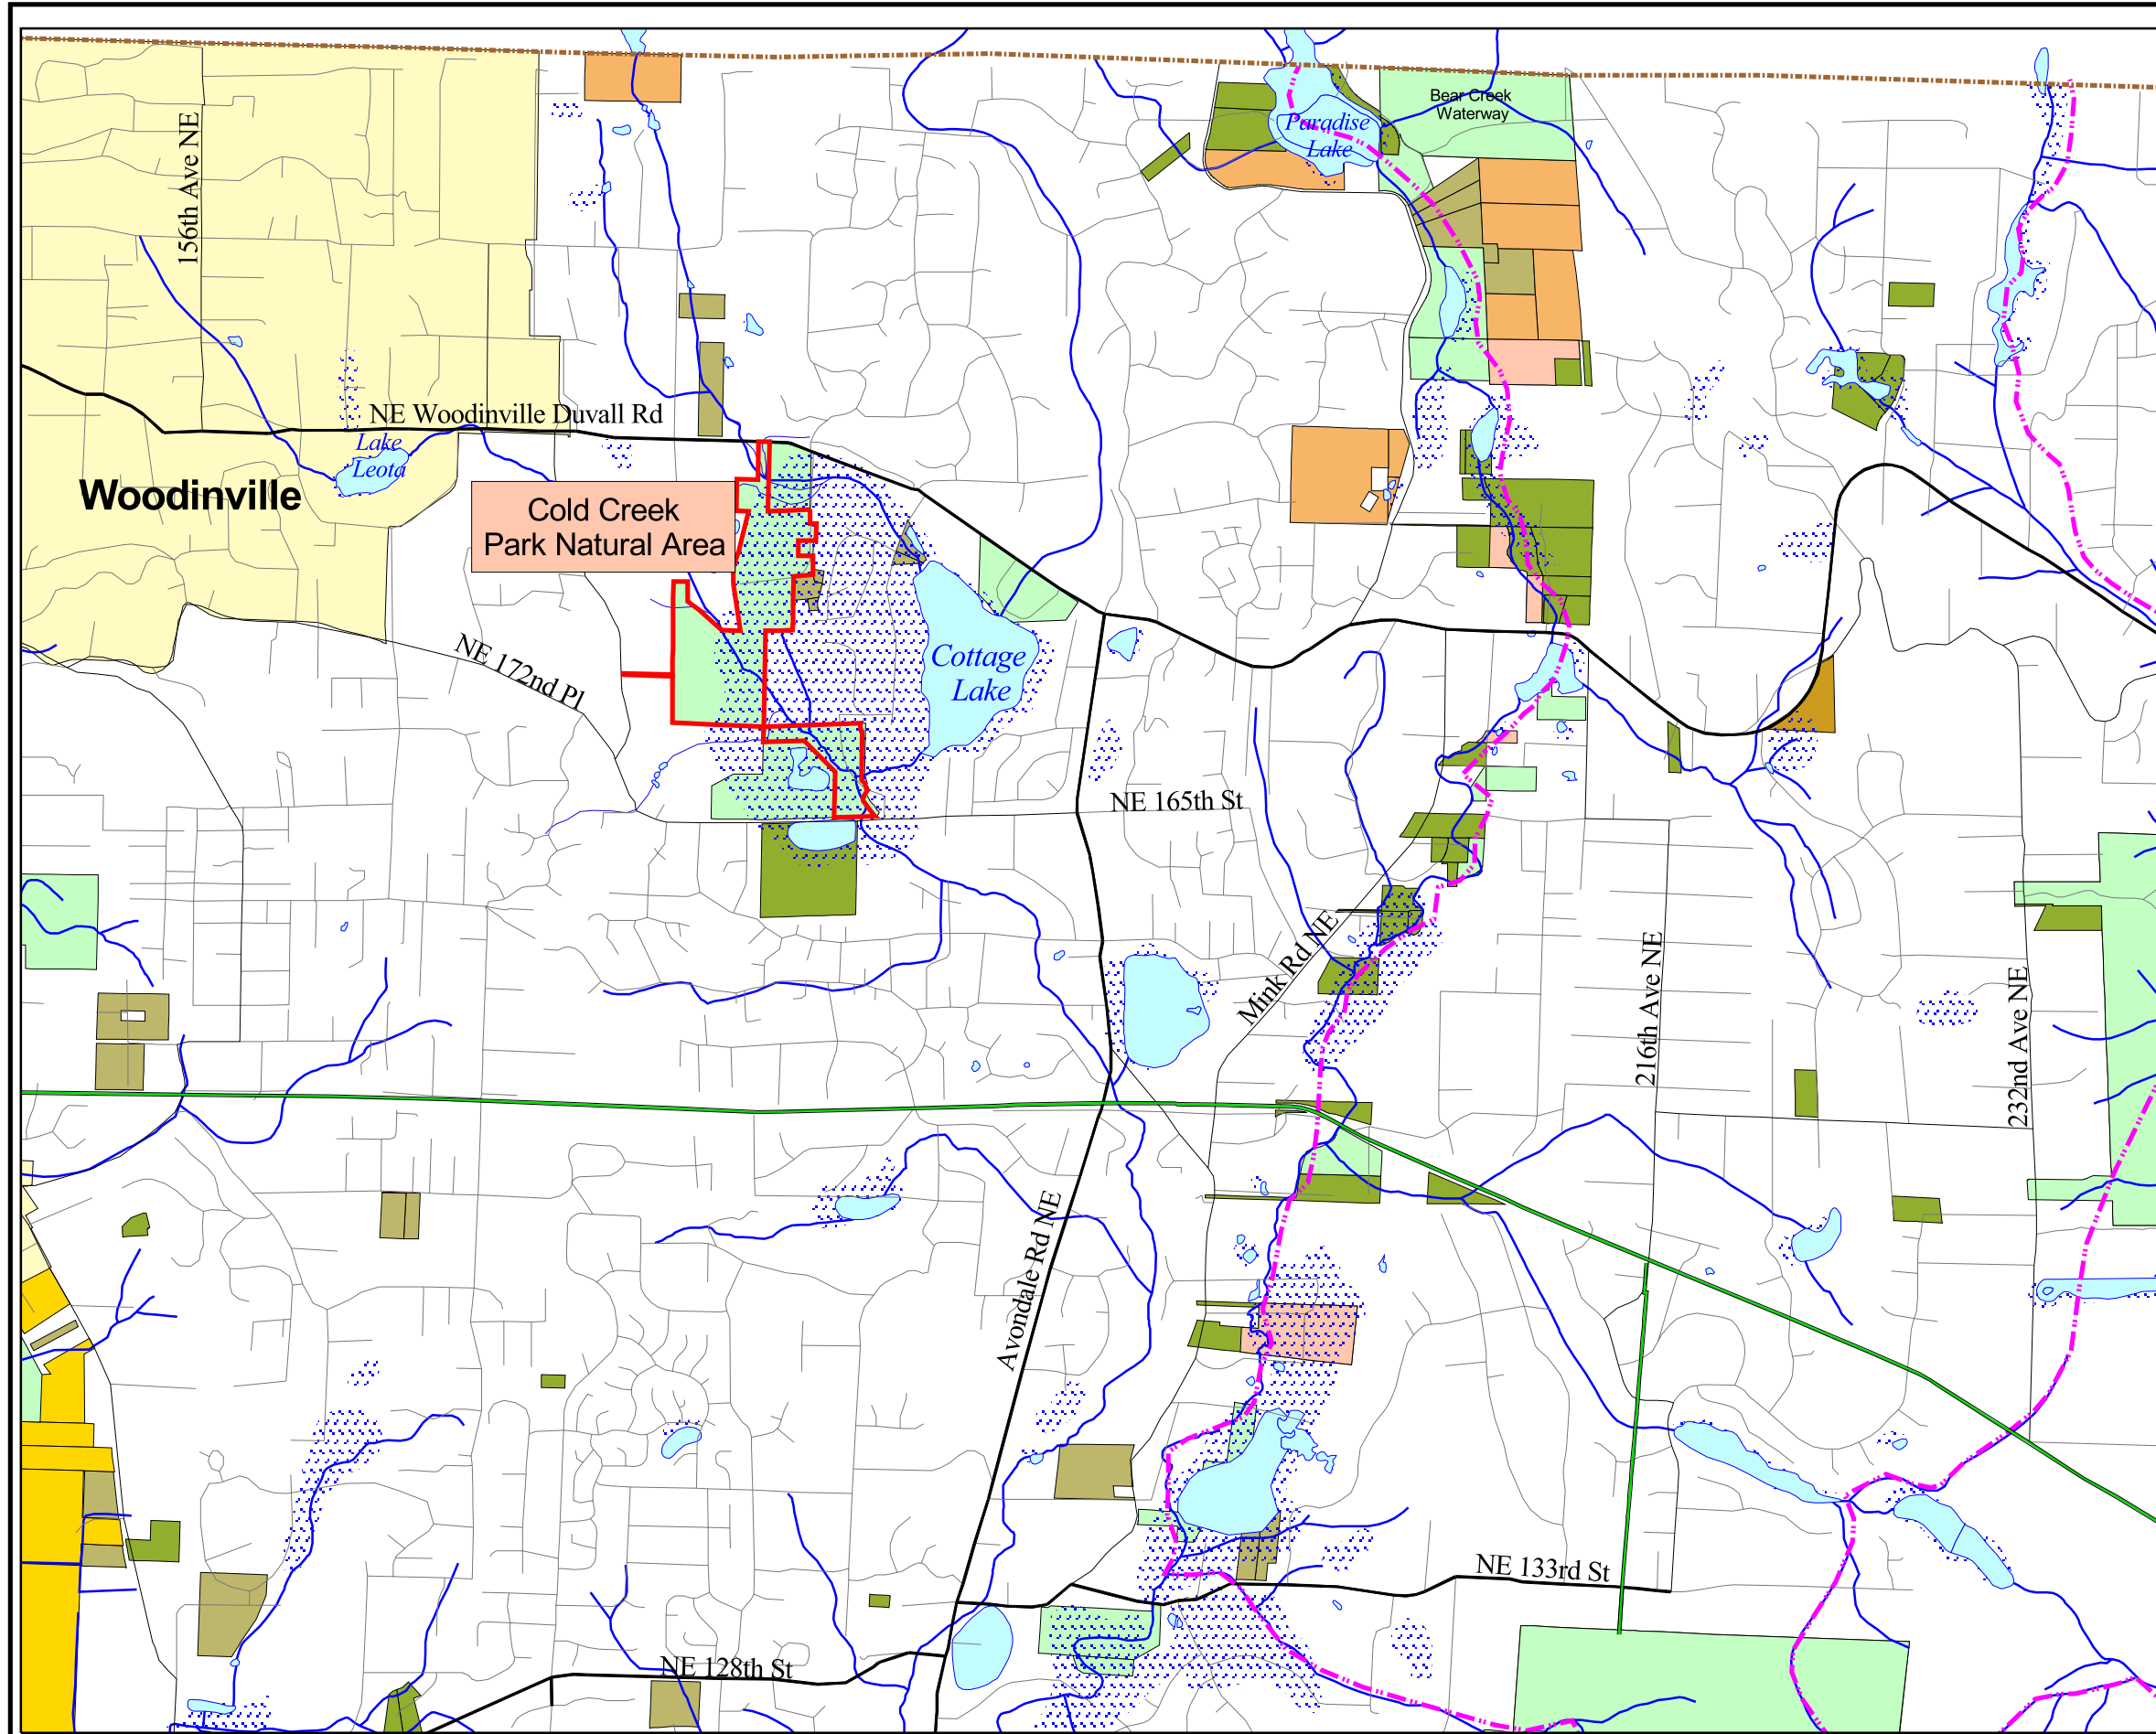 Bear Creek
Waterway
Paradise
Lake
156th Ave NE
NE Woodinville Duvall Rd
Lake
Leota
Woodinville
Cold Creek
Park Natural Area
NE 172nd Pl
Cottage
Lake
NE 165th St
Mink Rd NE
216th Ave NE
232nd Ave NE
Avondale Rd NE
NE 133rd St
NE 128th St